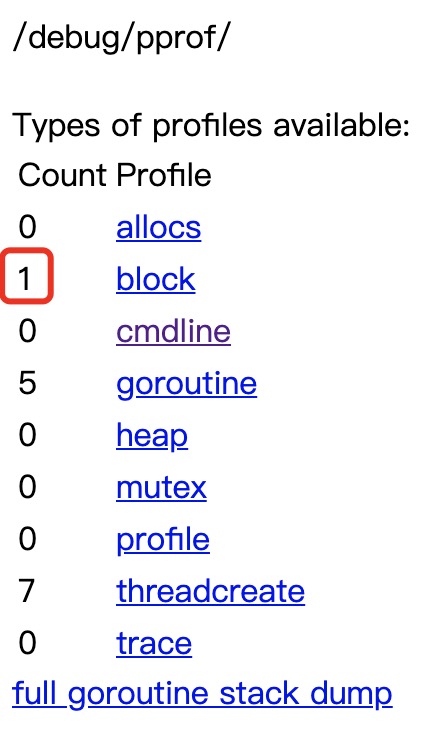 /debug/pprof/
Types of profiles available:
Count Profile
0 allocs
1 block
0 cmdline
5 goroutine
0 heap
0 mutex
0 profile
7 threadcreate
0 trace
full goroutine stack dump